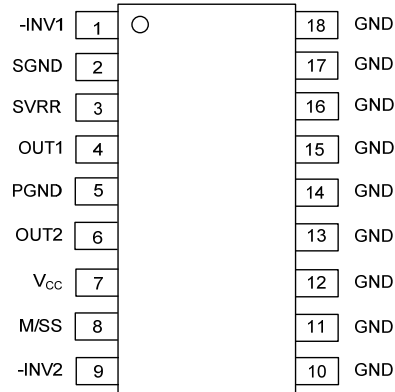 -INV1 1 18 GND
SGND 2 17 GND
SVRR 3 16 GND
OUT1 4 15 GND
PGND 5 14 GND
OUT2 6 13 GND
VCC 7 12 GND
M/SS 8 11 GND
-INV2 9 10 GND